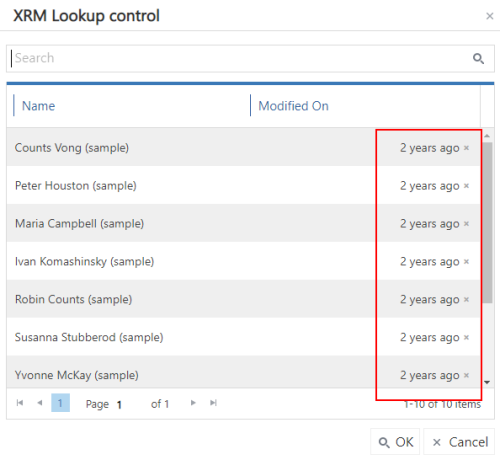 XRM Lookup control ×
Search
Name Modified On
Counts Vong (sample) 2 years ago ×
Peter Houston (sample) 2 years ago ×
Maria Campbell (sample) 2 years ago ×
Ivan Komashinsky (sample) 2 years ago ×
Robin Counts (sample) 2 years ago ×
Susanna Stubberod (sample) 2 years ago ×
Yvonne McKay (sample) 2 years ago ×
1 Page 1 of 1 1-10 of 10 items
OK × Cancel